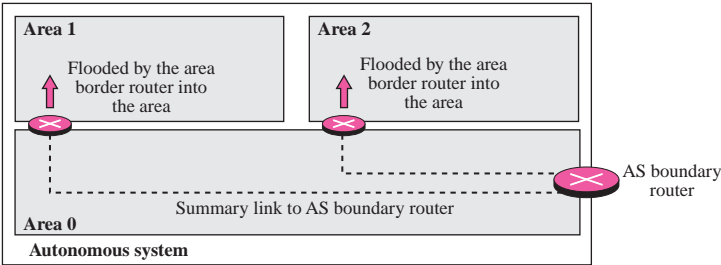 Area 1
Flooded by the area
border router into
the area
Area 2
Flooded by the area
border router into
the area
AS boundary
router
Summary link to AS boundary router
Area 0
Autonomous system